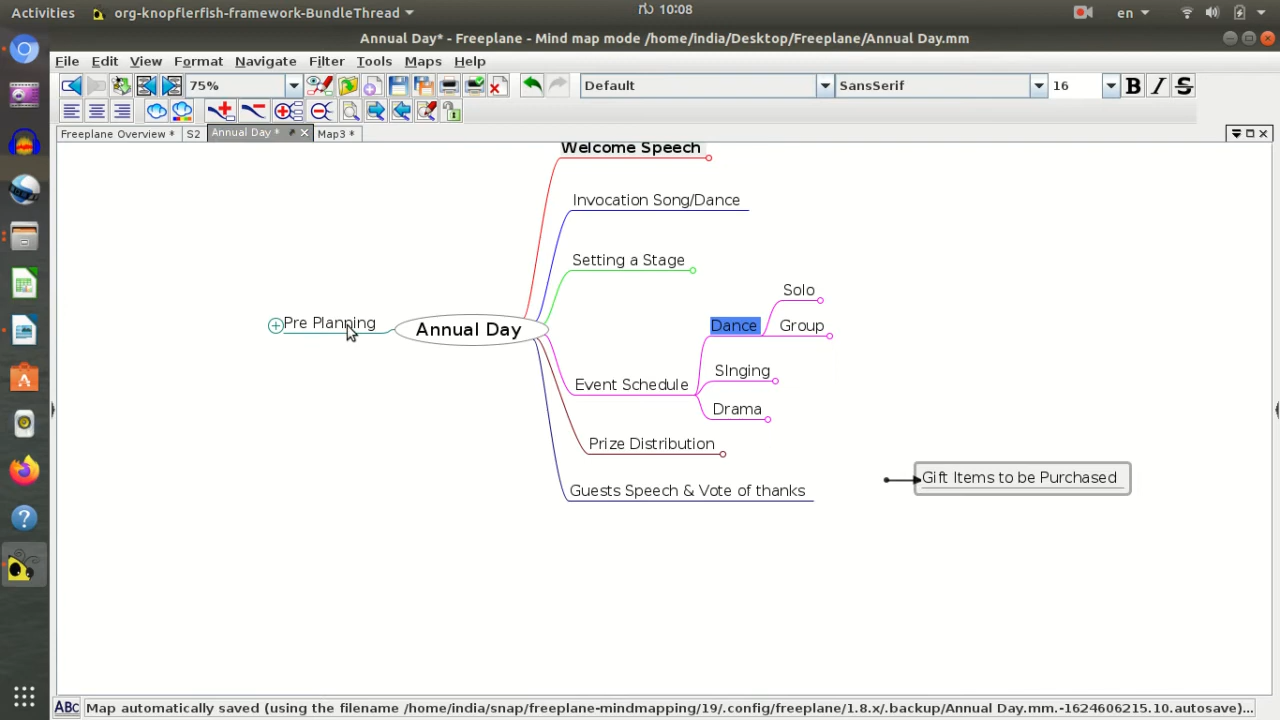 Activities org-knopflerfish-framework-BundleThread 10:08 en
Annual Day* - Freeplane - Mind map mode /home/india/Desktop/Freeplane/Annual Day.mm
File Edit View Format Navigate Filter Tools Maps Help
75% Default SansSerif 16 B I S
Freeplane Overview * S2 Annual Day * Map3 *
Welcome Speech
Invocation Song/Dance
Setting a Stage
Solo
Pre Planning
Annual Day
Dance
Group
SInging
Event Schedule
Drama
Prize Distribution
Gift Items to be Purchased
Guests Speech & Vote of thanks
ABC Map automatically saved (using the filename /home/india/snap/freeplane-mindmapping/19/.config/freeplane/1.8.x/.backup/Annual Day.mm.-1624606215.10.autosave)...